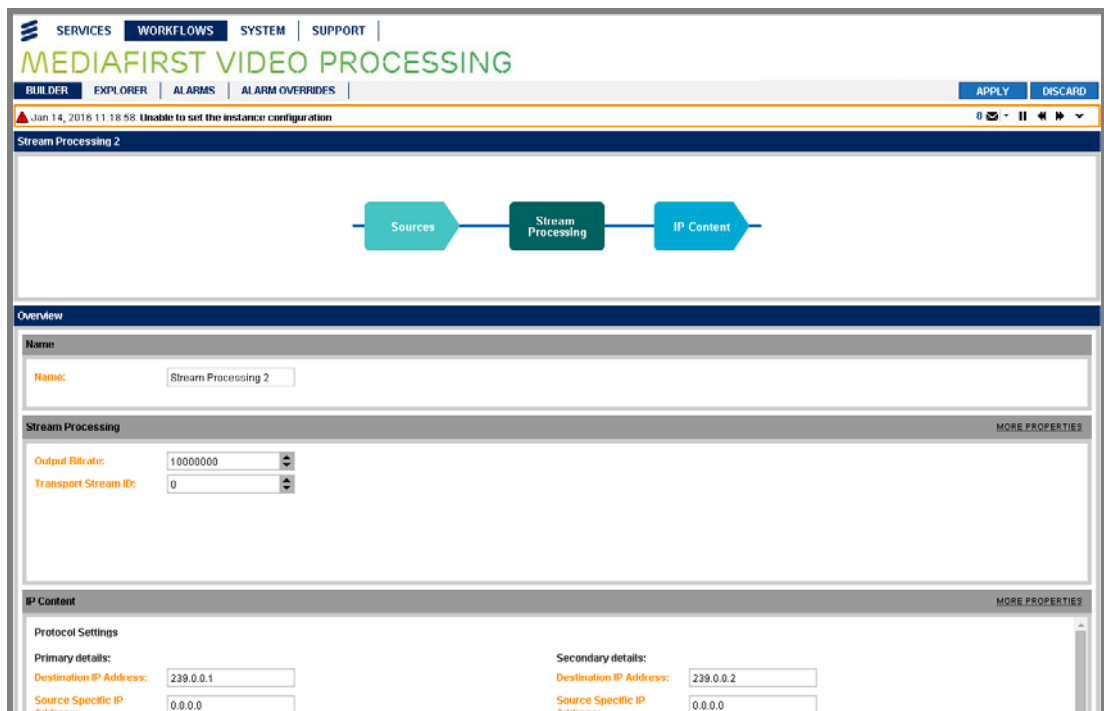 SERVICES WORKFLOWS SYSTEM SUPPORT
MEDIAFIRST VIDEO PROCESSING
BUILDER EXPLORER ALARMS ALARM OVERRIDES APPLY DISCARD
Jan 14, 2016 11:18:58: Unable to set the instance configuration 0
Stream Processing 2
Sources
Stream
Processing
IP Content
Overview
Name
Name: Stream Processing 2
Stream Processing MORE PROPERTIES
Output Bitrate: 10000000
Transport Stream ID: 0
IP Content MORE PROPERTIES
Protocol Settings
Primary details: Secondary details:
Destination IP Address: 239.0.0.1 Destination IP Address: 239.0.0.2
Source Specific IP 0.0.0.0 Source Specific IP 0.0.0.0